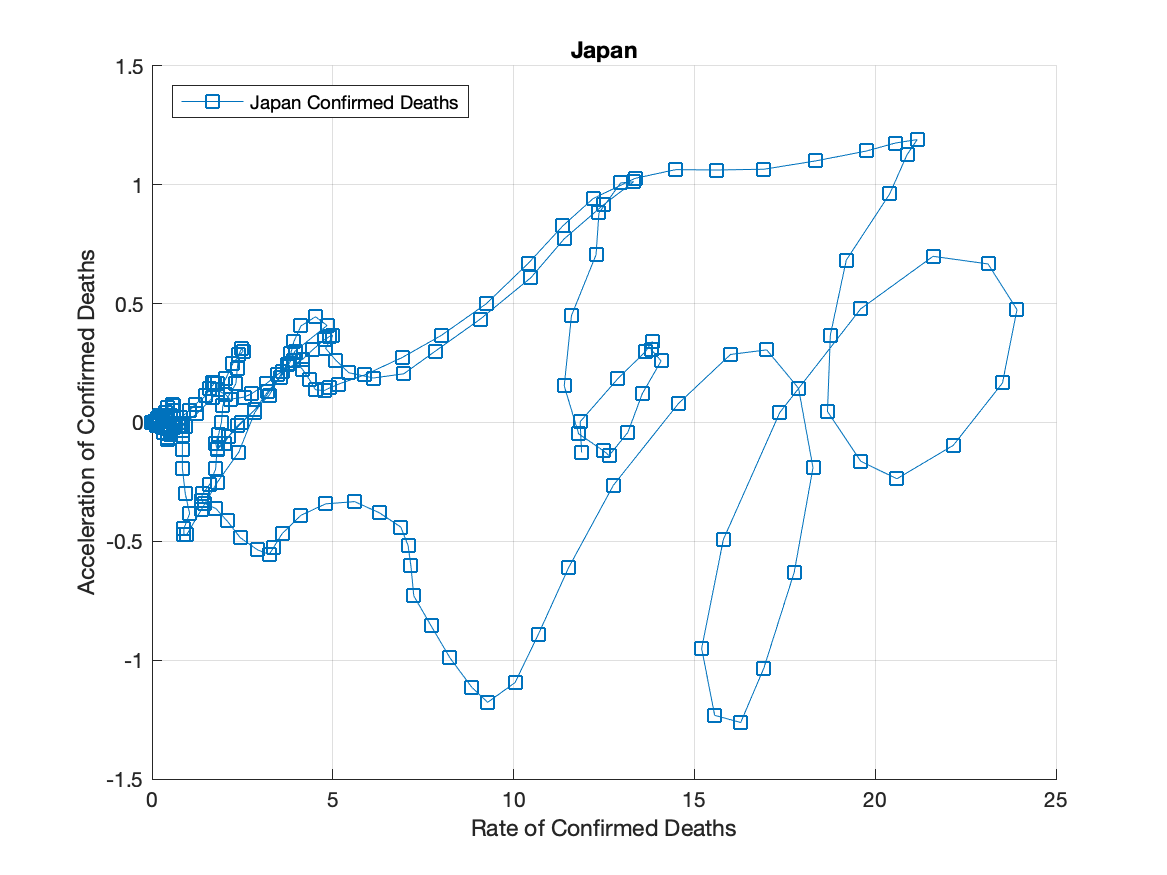 Japan
1.5
Japan Confirmed Deaths
1
0.5
0
-0.5
-1
-1.5
Acceleration of Confirmed Deaths
0 5 10 15 20 25
Rate of Confirmed Deaths